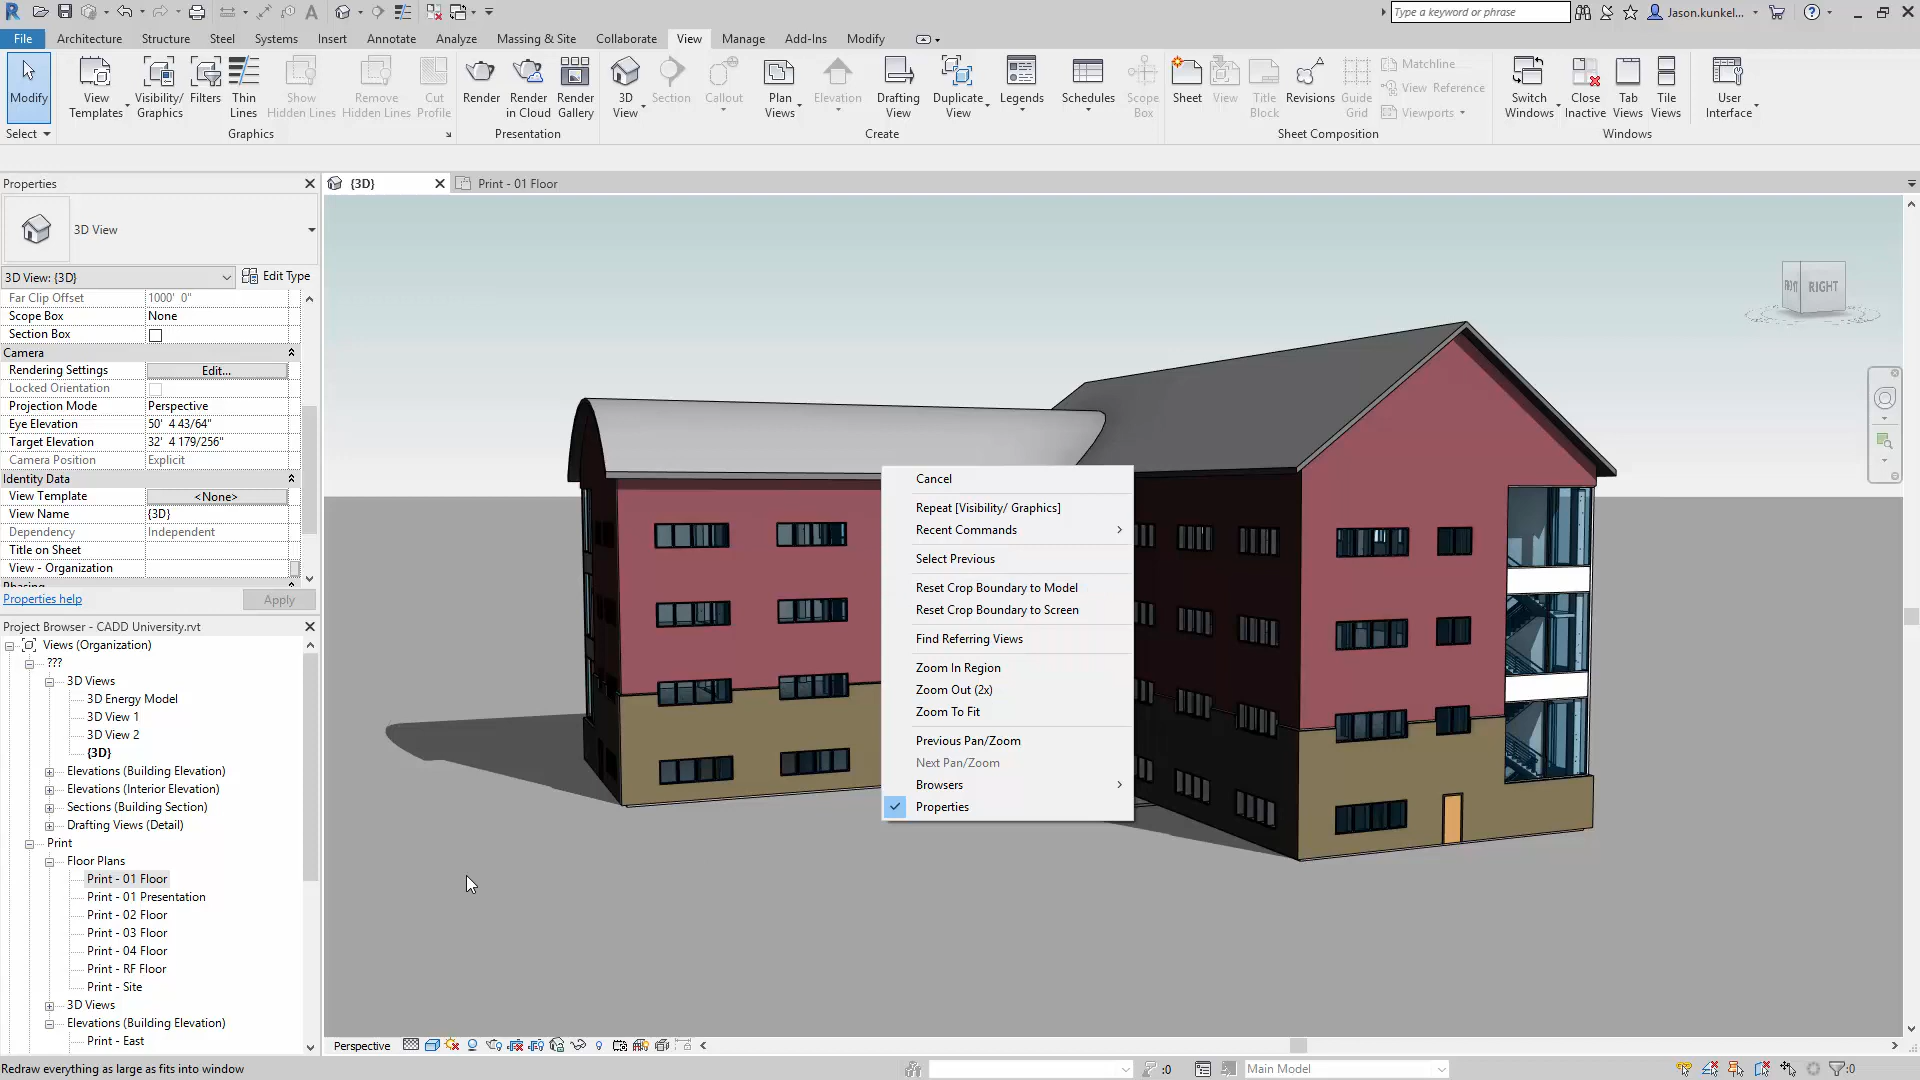 Type a keyword or phrase
Jason.kunkel...
File Architecture Structure Steel Systems Insert Annotate Analyze Massing & Site Collaborate View Manage Add-Ins Modify
Modify
View Templates
Visibility/ Graphics
Filters
Thin Lines
Show Hidden Lines
Remove Hidden Lines
Cut Profile
Render
Render in Cloud
Render Gallery
3D View
Section
Callout
Plan Views
Elevation
Drafting View
Duplicate View
Legends
Schedules
Scope Box
Sheet
View
Title Block
Revisions
Guide Grid
Matchline
View Reference
Viewports
Switch Windows
Close Inactive
Tab Views
Tile Views
User Interface
Select
Graphics
Presentation
Create
Sheet Composition
Windows
Properties
{3D}
Print - 01 Floor
3D View
3D View: {3D}
Edit Type
Far Clip Offset 1000' 0"
Scope Box None
Section Box
Camera
Rendering Settings Edit...
Locked Orientation
Projection Mode Perspective
Eye Elevation 50' 4 43/64"
Target Elevation 32' 4 179/256"
Camera Position Explicit
Identity Data
View Template <None>
View Name {3D}
Dependency Independent
Title on Sheet
View - Organization
Phasing
Properties help
Apply
Project Browser - CADD University.rvt
Views (Organization)
???
3D Views
3D Energy Model
3D View 1
3D View 2
{3D}
Elevations (Building Elevation)
Elevations (Interior Elevation)
Sections (Building Section)
Drafting Views (Detail)
Print
Floor Plans
Print - 01 Floor
Print - 01 Presentation
Print - 02 Floor
Print - 03 Floor
Print - 04 Floor
Print - RF Floor
Print - Site
3D Views
Elevations (Building Elevation)
Print - East
FRONT RIGHT
Cancel
Repeat [Visibility/ Graphics]
Recent Commands
Select Previous
Reset Crop Boundary to Model
Reset Crop Boundary to Screen
Find Referring Views
Zoom In Region
Zoom Out (2x)
Zoom To Fit
Previous Pan/Zoom
Next Pan/Zoom
Browsers
Properties
Perspective
Redraw everything as large as fits into window
:0
Main Model
:0